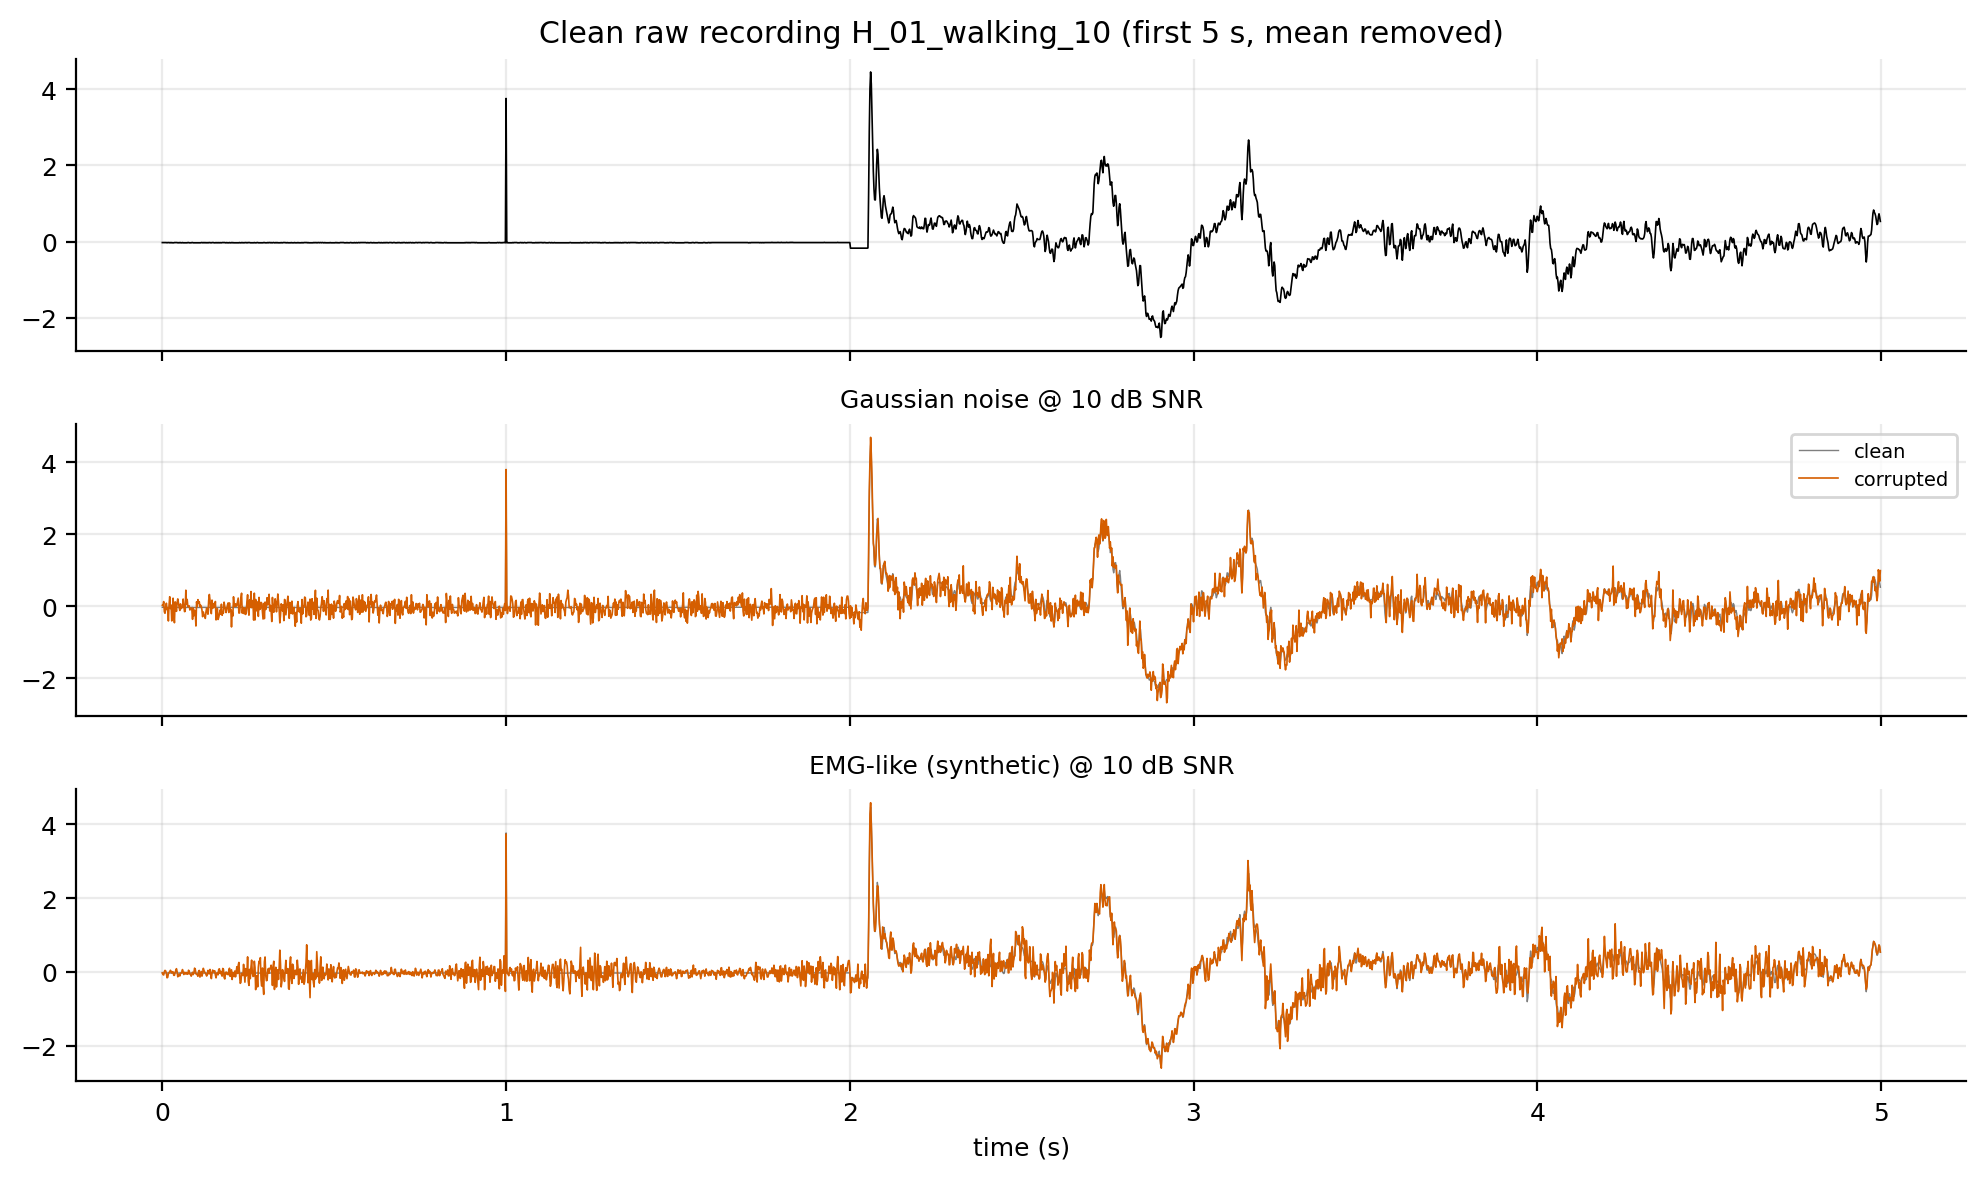 Clean raw recording H_01_walking_10 (first 5 s, mean removed)
4
2
0
−2
Gaussian noise @ 10 dB SNR
clean
corrupted
4
2
0
−2
EMG-like (synthetic) @ 10 dB SNR
4
2
0
−2
0 1 2 3 4 5
time (s)